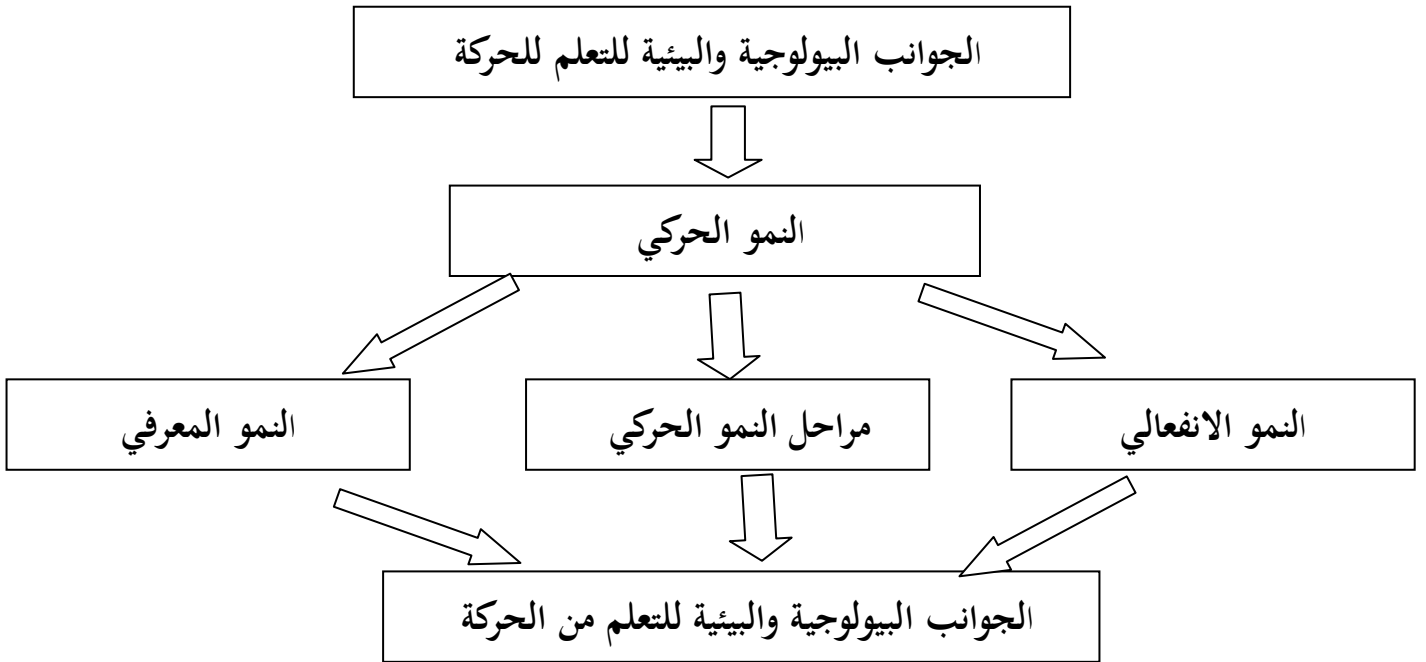 الجوانب البيولوجية والبيئية للتعلم للحركة
النمو الحركي
النمو الانفعالي
مراحل النمو الحركي
النمو المعرفي
الجوانب البيولوجية والبيئية للتعلم من الحركة